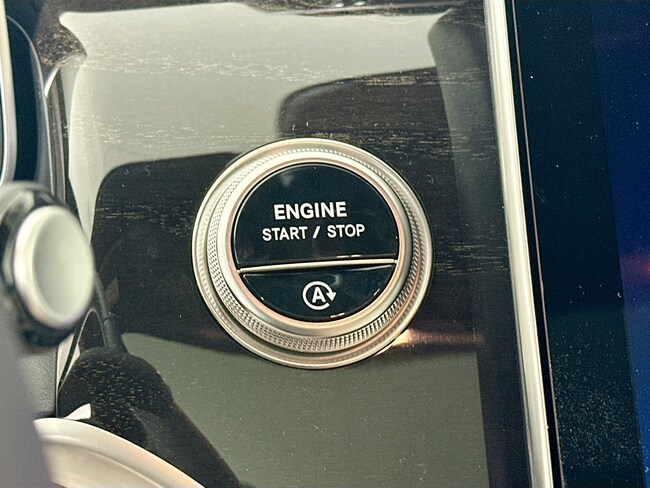 ENGINE
START / STOP
A